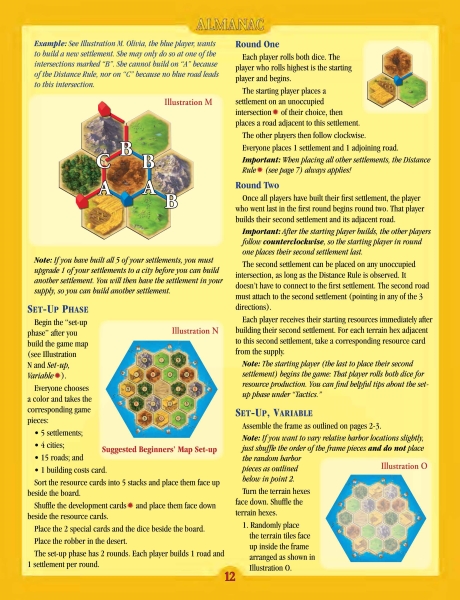 ALMANAC
Example: See Illustration M. Olivia, the blue player, wants
to build a new settlement. She may only do so at one of the
intersections marked "B". She cannot build on "A" because
of the Distance Rule, nor on "C" because no blue road leads
to this intersection.
Illustration M
B
C
B
A
A
B
Note: If you have built all 5 of your settlements, you must
upgrade 1 of your settlements to a city before you can build
another settlement. You will then have the settlement in your
supply, so you can build another settlement.
SET-UP PHASE
Begin the "set-up
phase" after you
build the game map
(see Illustration
N and Set-up,
Variable).
Everyone chooses
a color and takes the
corresponding game
pieces:
• 5 settlements;
• 4 cities;
• 15 roads; and
• 1 building costs card.
Illustration N
Suggested Beginners' Map Set-up
Sort the resource cards into 5 stacks and place them face up
beside the board.
Shuffle the development cards and place them face down
beside the resource cards.
Place the 2 special cards and the dice beside the board.
Place the robber in the desert.
The set-up phase has 2 rounds. Each player builds 1 road and
1 settlement per round.
Round One
Each player rolls both dice. The
player who rolls highest is the starting
player and begins.
The starting player places a
settlement on an unoccupied
intersection of their choice, then
places a road adjacent to this settlement.
The other players then follow clockwise.
Everyone places 1 settlement and 1 adjoining road.
Important: When placing all other settlements, the Distance
Rule (see page 7) always applies!
Round Two
Once all players have built their first settlement, the player
who went last in the first round begins round two. That player
builds their second settlement and its adjacent road.
Important: After the starting player builds, the other players
follow counterclockwise, so the starting player in round
one places their second settlement last.
The second settlement can be placed on any unoccupied
intersection, as long as the Distance Rule is observed. It
doesn't have to connect to the first settlement. The second road
must attach to the second settlement (pointing in any of the 3
directions).
Each player receives their starting resources immediately after
building their second settlement. For each terrain hex adjacent
to this second settlement, take a corresponding resource card
from the supply.
Note: The starting player (the last to place their second
settlement) begins the game: That player rolls both dice for
resource production. You can find helpful tips about the set-
up phase under "Tactics."
SET-UP, VARIABLE
Assemble the frame as outlined on pages 2-3.
Note: If you want to vary relative harbor locations slightly,
just shuffle the order of the frame pieces and do not place
the random harbor
pieces as outlined
below in point 2.
Turn the terrain hexes
face down. Shuffle the
terrain hexes.
1. Randomly place
the terrain tiles face
up inside the frame
arranged as shown in
Illustration O.
Illustration O
12